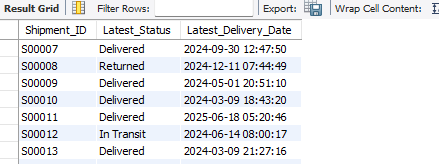 Result Grid Filter Rows: Export: Wrap Cell Content:
Shipment_ID Latest_Status Latest_Delivery_Date
S00007 Delivered 2024-09-30 12:47:50
S00008 Returned 2024-12-11 07:44:49
S00009 Delivered 2024-05-01 20:51:10
S00010 Delivered 2024-03-09 18:43:20
S00011 Delivered 2025-06-18 05:20:46
S00012 In Transit 2024-06-14 08:00:17
S00013 Delivered 2024-03-09 21:27:16